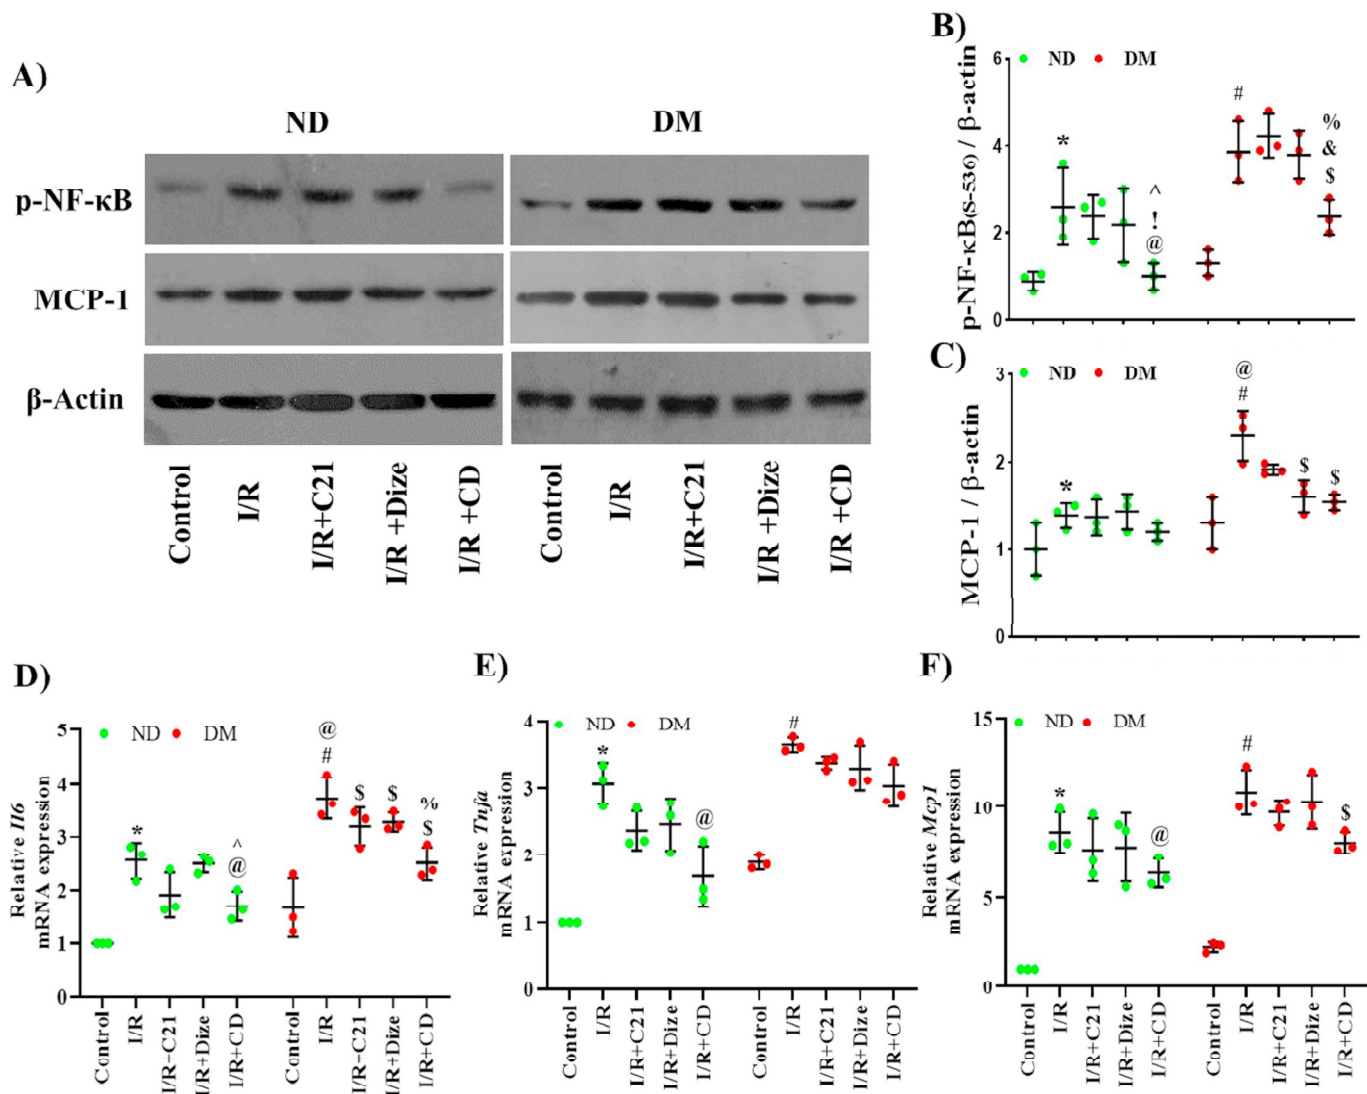 A)
ND
DM
p-NF-κB
MCP-1
β-Actin
Control
I/R
I/R+C21
I/R +Dize
I/R +CD
Control
I/R
I/R+C21
I/R +Dize
I/R +CD
B)
ND
DM
p-NF-κB(S-536) / β-actin
6
4
2
0
*
^
!
@
#
%
&
$
C)
ND
DM
MCP-1 / β-actin
3
2
1
0
*
@
#
$
$
D)
ND
DM
Relative Il6
mRNA expression
5
4
3
2
1
0
*
^
@
@
#
$
$
%
$
Control
I/R
I/R+C21
I/R+Dize
I/R+CD
Control
I/R
I/R+C21
I/R+Dize
I/R+CD
E)
ND
DM
Relative Tnfa
mRNA expression
4
3
2
1
0
*
@
#
Control
I/R
I/R+C21
I/R+Dize
I/R+CD
Control
I/R
I/R+C21
I/R+Dize
I/R+CD
F)
ND
DM
Relative Mcp1
mRNA expression
15
10
5
0
*
@
#
$
Control
I/R
I/R+C21
I/R+Dize
I/R+CD
Control
I/R
I/R+C21
I/R+Dize
I/R+CD